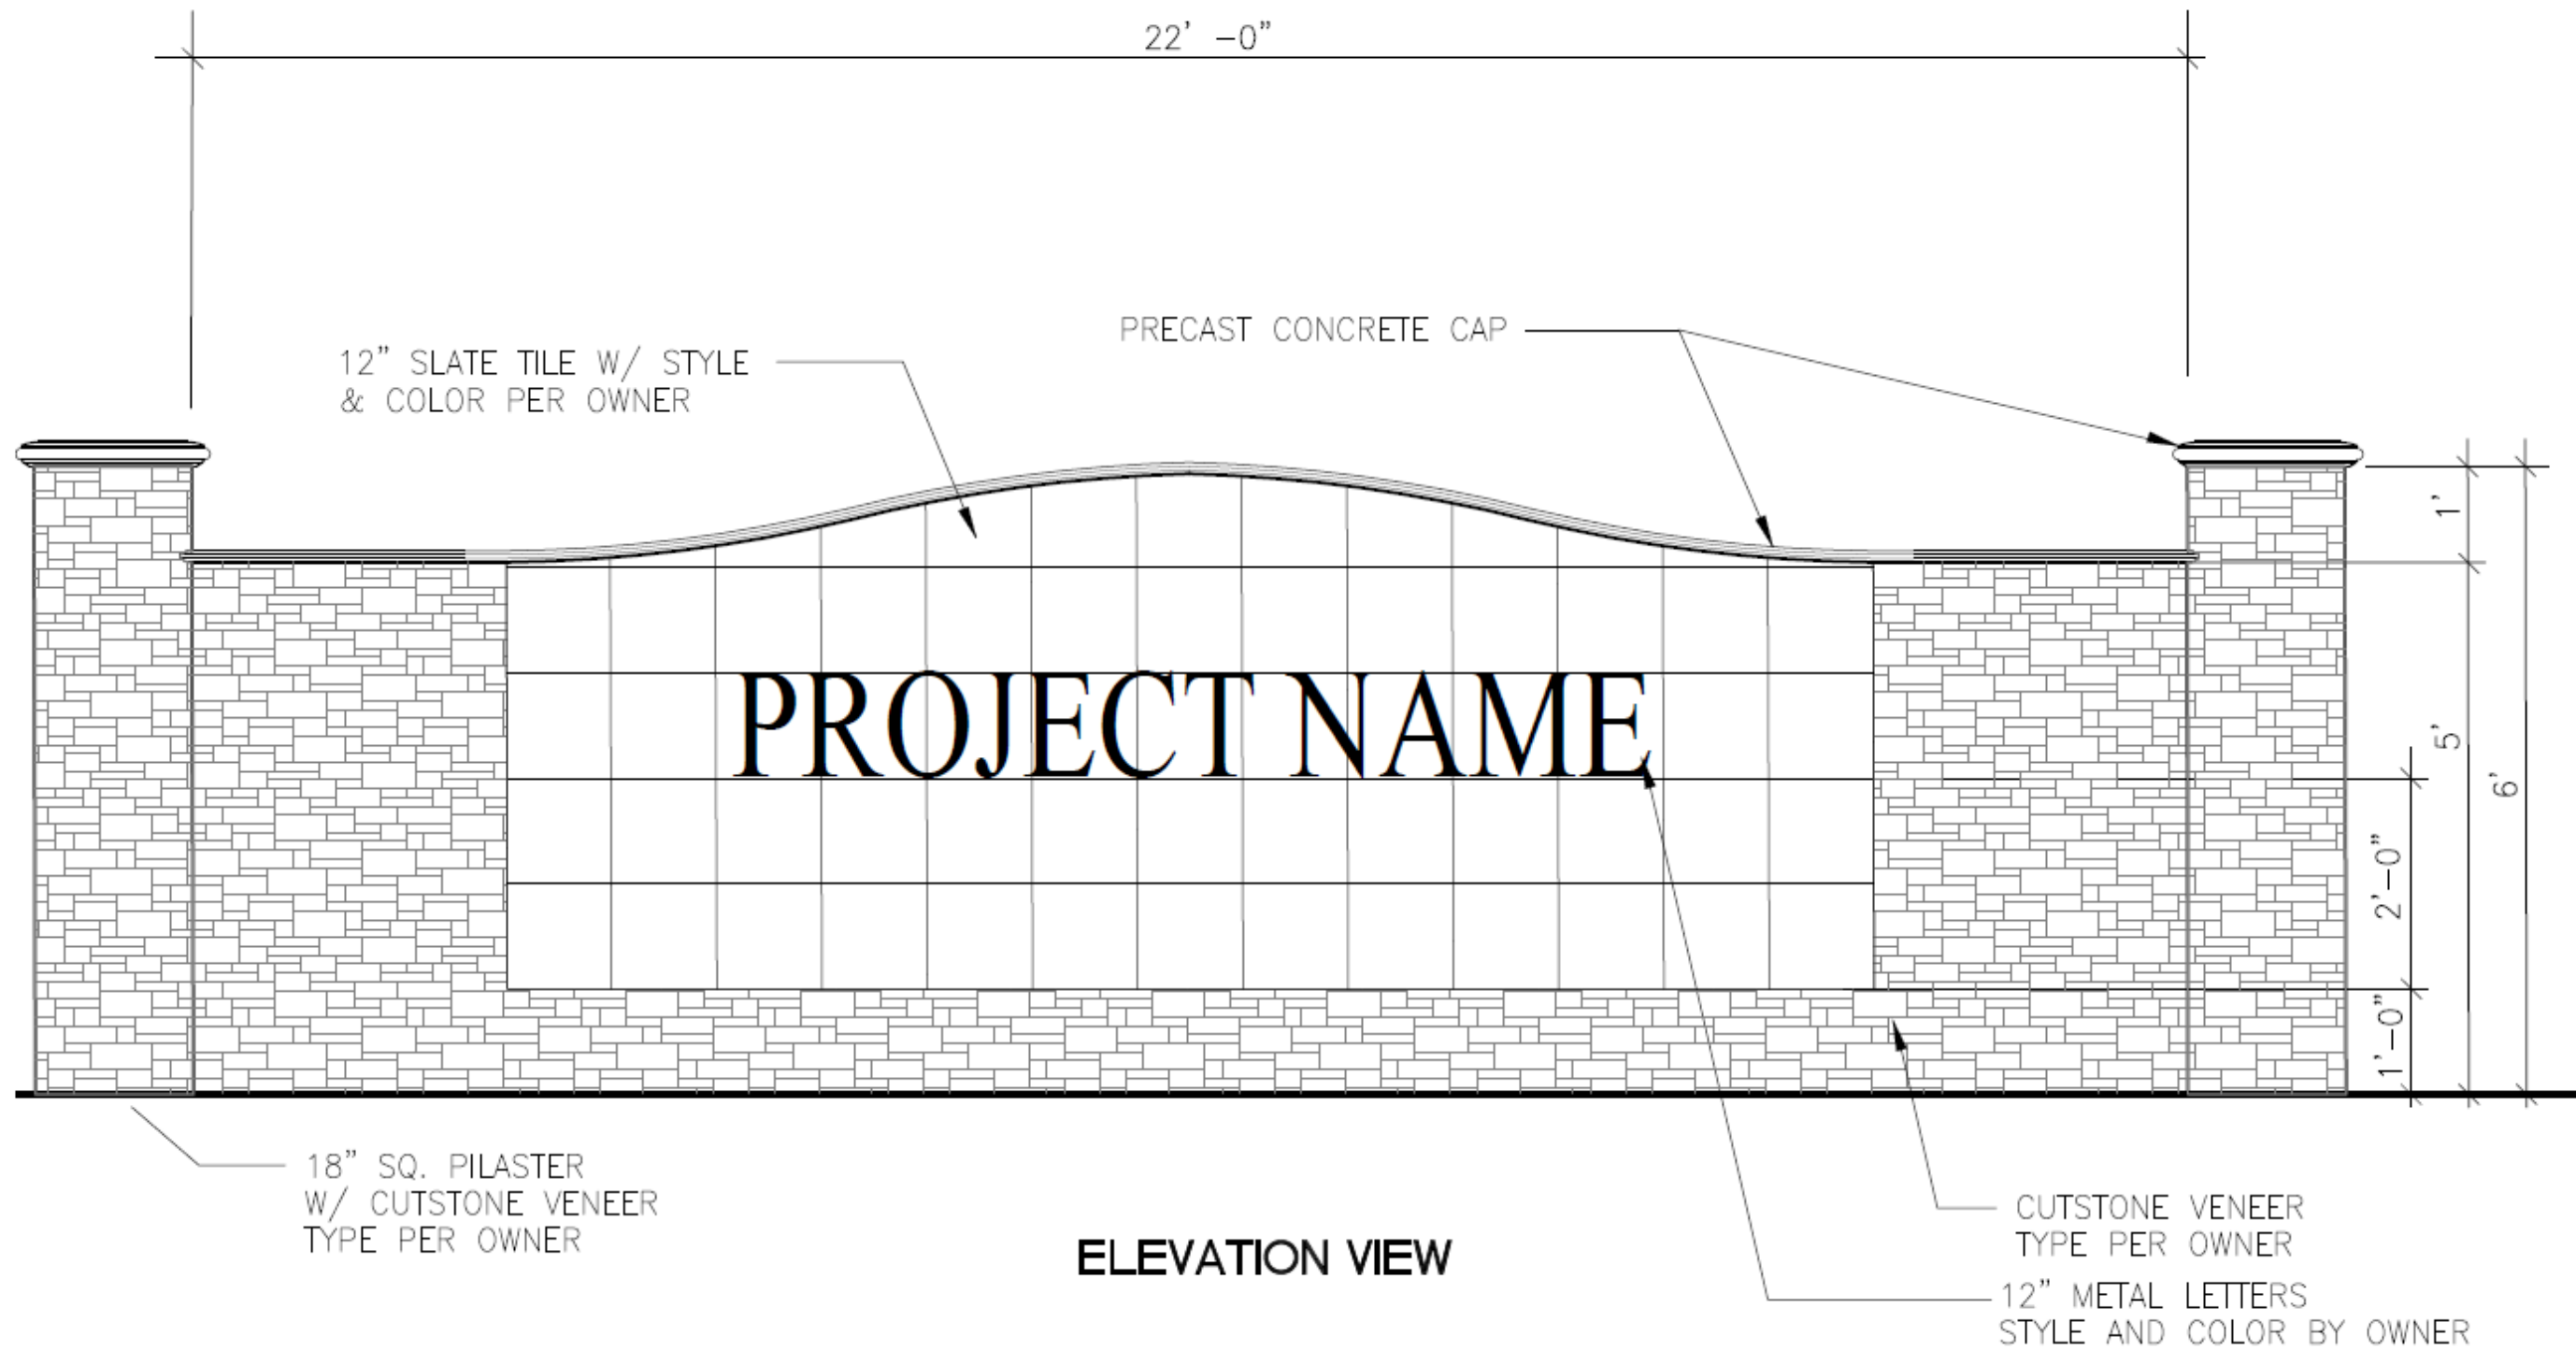 22' -0"
PRECAST CONCRETE CAP
12" SLATE TILE W/ STYLE
& COLOR PER OWNER
1'
PROJECT NAME
5'
6'
2'-0"
1'-0"
18" SQ. PILASTER
W/ CUTSTONE VENEER
TYPE PER OWNER
CUTSTONE VENEER
TYPE PER OWNER
ELEVATION VIEW
12" METAL LETTERS
STYLE AND COLOR BY OWNER